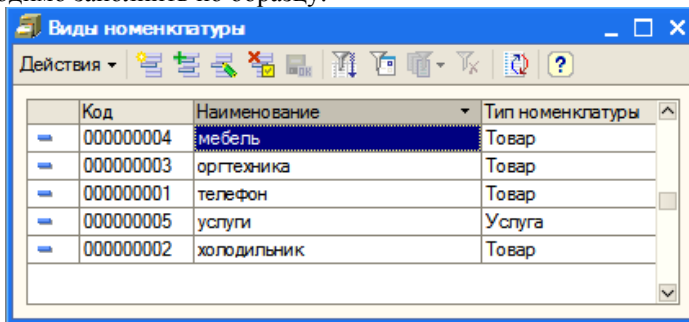 Виды номенклатуры
Действия
Код Наименование Тип номенклатуры
000000004 мебель Товар
000000003 оргтехника Товар
000000001 телефон Товар
000000005 услуги Услуга
000000002 холодильник Товар